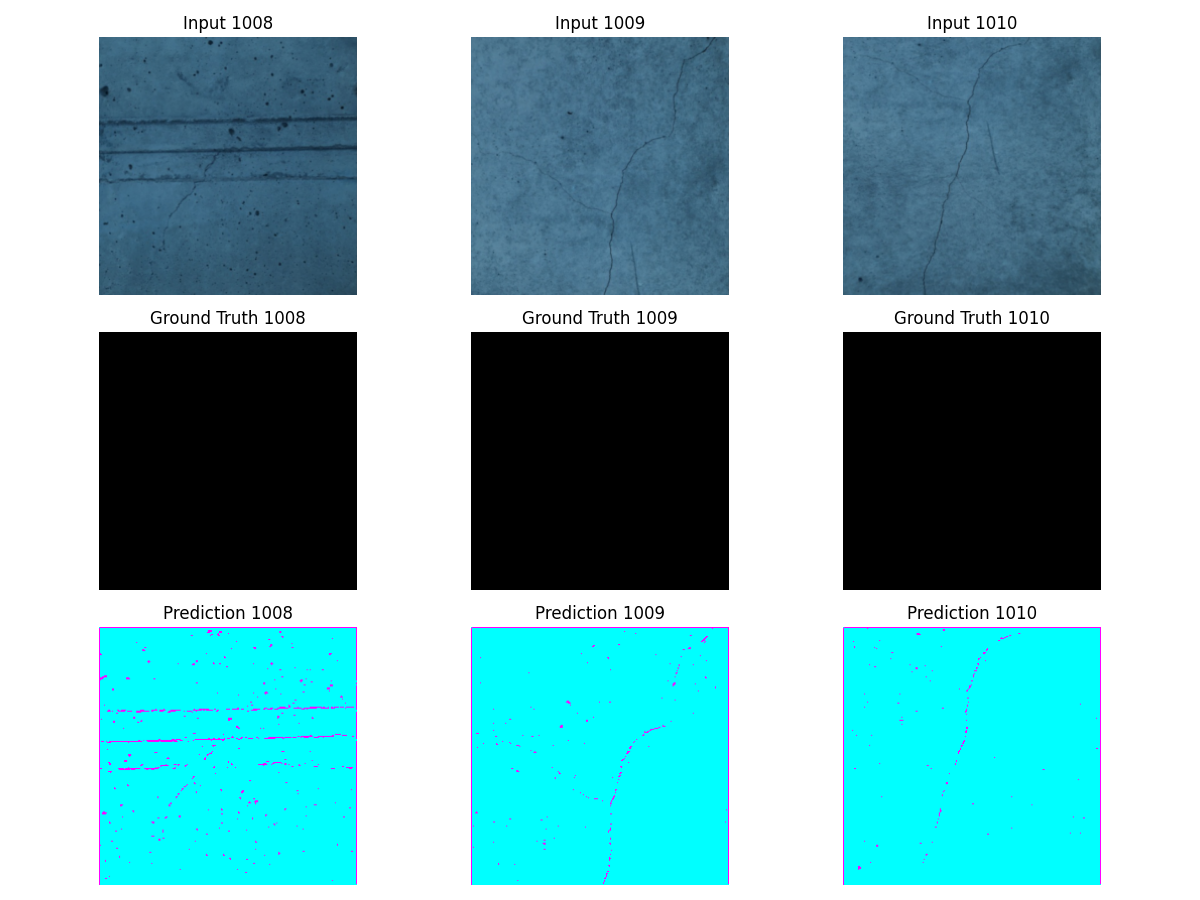 Input 1008
Input 1009
Input 1010
Ground Truth 1008
Ground Truth 1009
Ground Truth 1010
Prediction 1008
Prediction 1009
Prediction 1010